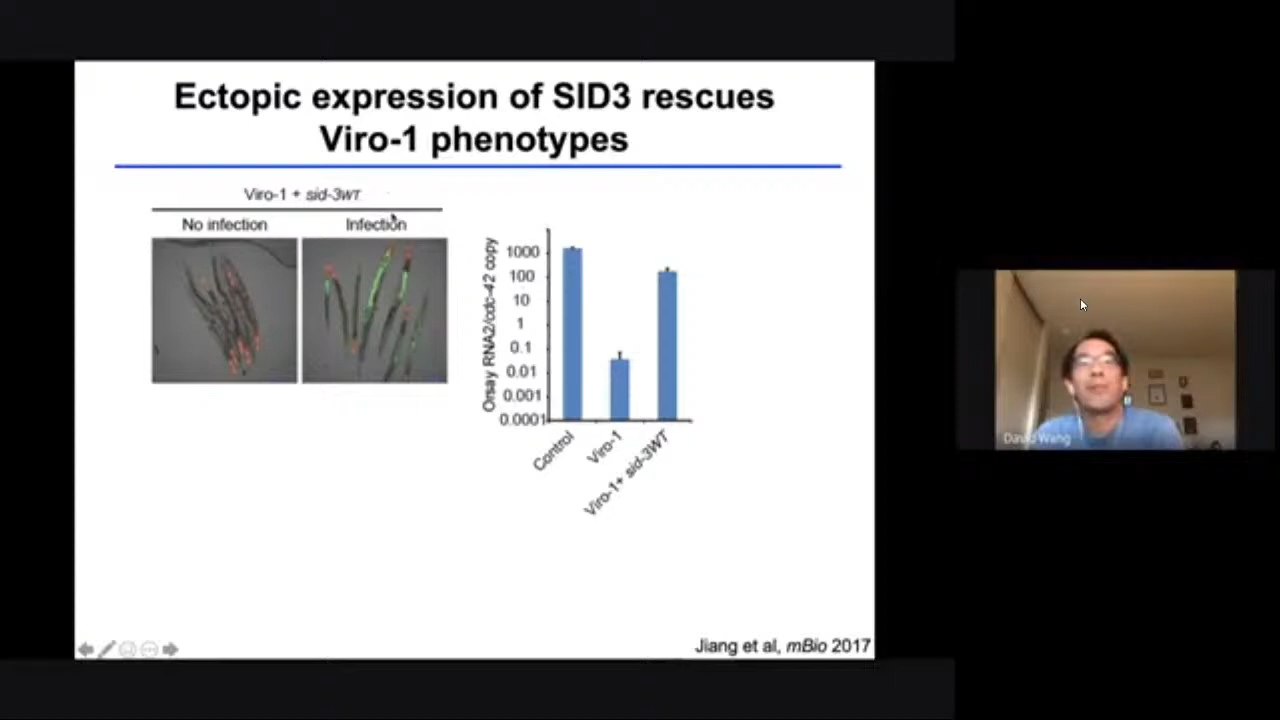 Ectopic expression of SID3 rescues
Viro-1 phenotypes
Viro-1 + sid-3WT
No infection
Infection
Orsay RNA2/cdc-42 copy
1000
100
10
1
0.1
0.01
0.001
0.0001
Control
Viro-1
Viro-1+ sid-3WT
Jiang et al, mBio 2017
David Wang